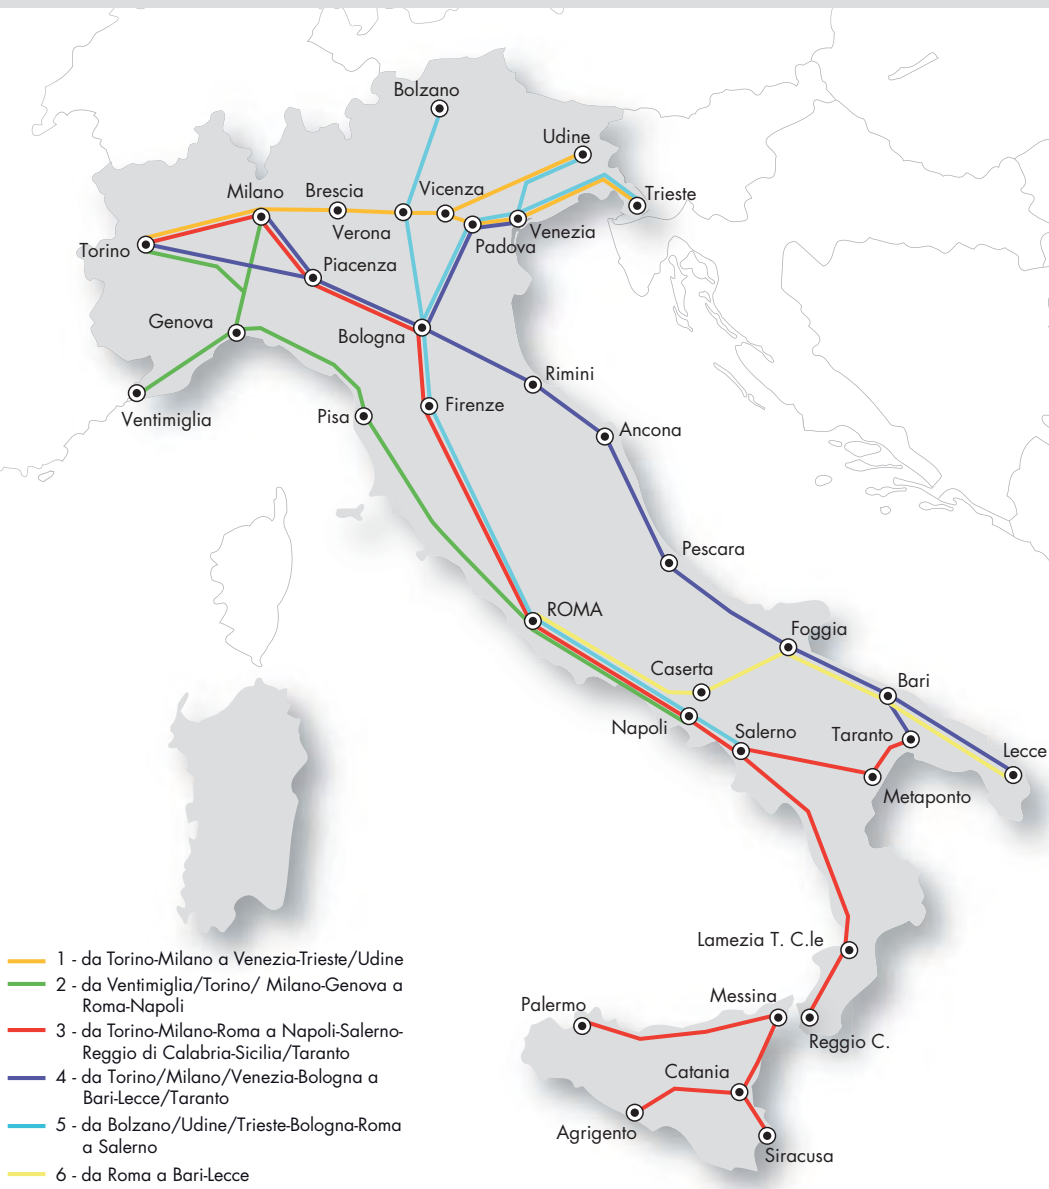 Bolzano
Udine
Milano
Brescia
Vicenza
Trieste
Verona
Venezia
Torino
Padova
Piacenza
Genova
Bologna
Rimini
Ventimiglia
Pisa
Firenze
Ancona
Pescara
ROMA
Foggia
Caserta
Bari
Napoli
Salerno
Taranto
Lecce
Metaponto
Lamezia T. C.le
Messina
Palermo
Reggio C.
Catania
Agrigento
Siracusa
1 - da Torino-Milano a Venezia-Trieste/Udine
2 - da Ventimiglia/Torino/ Milano-Genova a
Roma-Napoli
3 - da Torino-Milano-Roma a Napoli-Salerno-
Reggio di Calabria-Sicilia/Taranto
4 - da Torino/Milano/Venezia-Bologna a
Bari-Lecce/Taranto
5 - da Bolzano/Udine/Trieste-Bologna-Roma
a Salerno
6 - da Roma a Bari-Lecce